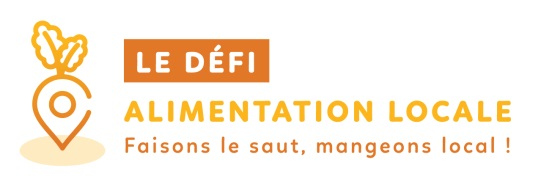 LE DÉFI
ALIMENTATION LOCALE
Faisons le saut, mangeons local !